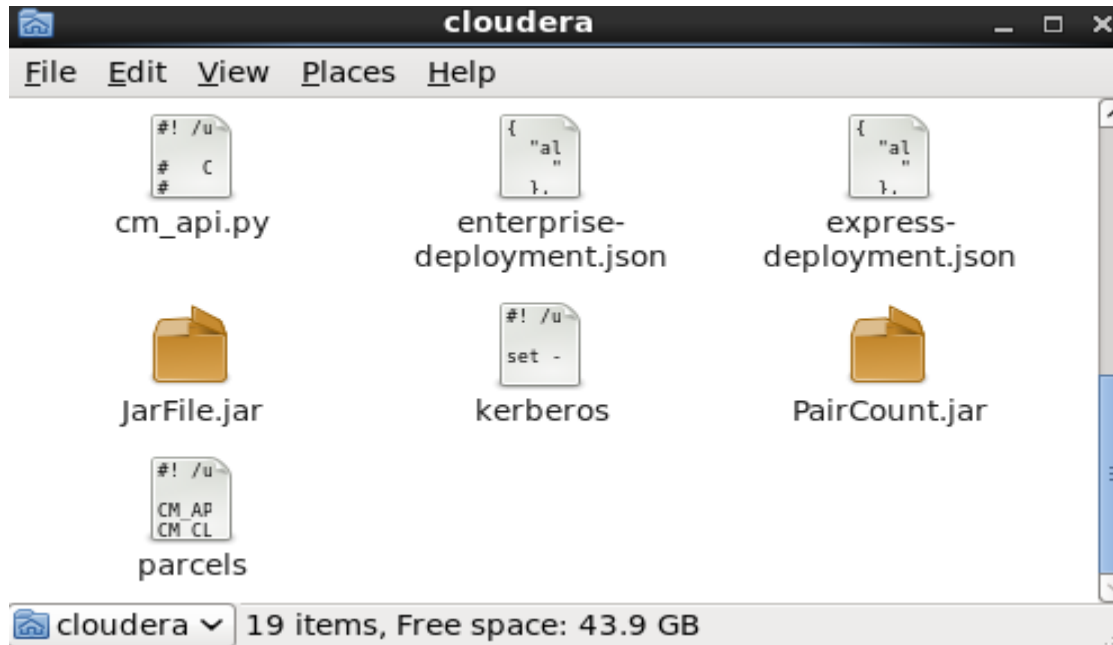 cloudera
File Edit View Places Help
#! /u
# C
#
cm_api.py
{
"al
"
},
enterprise-
deployment.json
{
"al
"
},
express-
deployment.json
JarFile.jar
#! /u
set -
kerberos
PairCount.jar
#! /u
CM_AP
CM_CL
parcels
cloudera 19 items, Free space: 43.9 GB